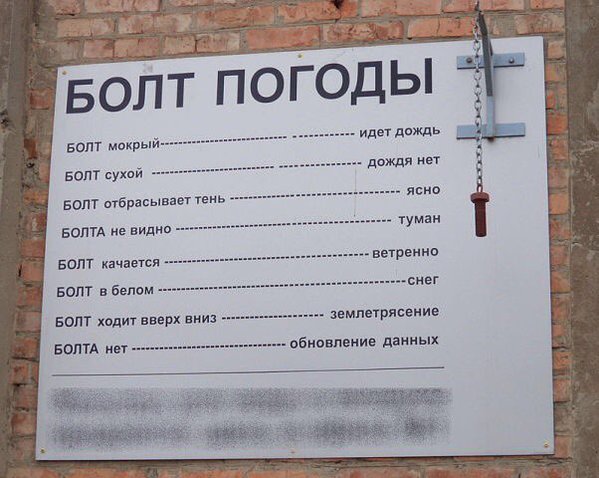 БОЛТ ПОГОДЫ
БОЛТ мокрый---------------------- - ----------- идет дождь
БОЛТ сухой ---------------------- - -------------- дождя нет
БОЛТ отбрасывает тень ----------------------------- ясно
БОЛТА не видно ------------------------------------- туман
БОЛТ качается ----------------------------------- ветренно
БОЛТ в белом ------------------------------------------снег
БОЛТ ходит вверх вниз ----------------- землетрясение
БОЛТА нет -------------------------- обновление данных